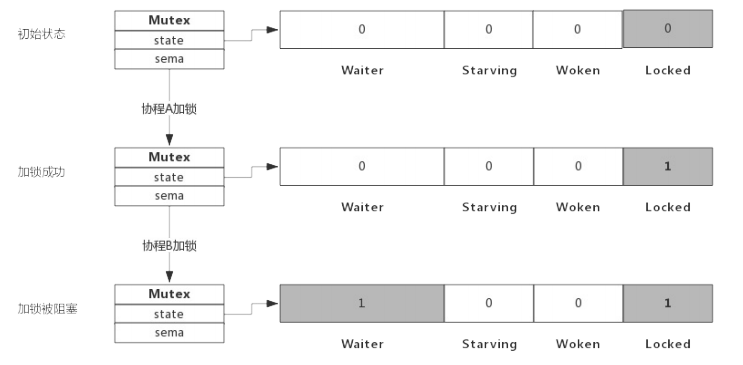 初始状态
Mutex
state
sema
0 0 0 0
Waiter Starving Woken Locked
协程A加锁
加锁成功
Mutex
state
sema
0 0 0 1
Waiter Starving Woken Locked
协程B加锁
加锁被阻塞
Mutex
state
sema
1 0 0 1
Waiter Starving Woken Locked